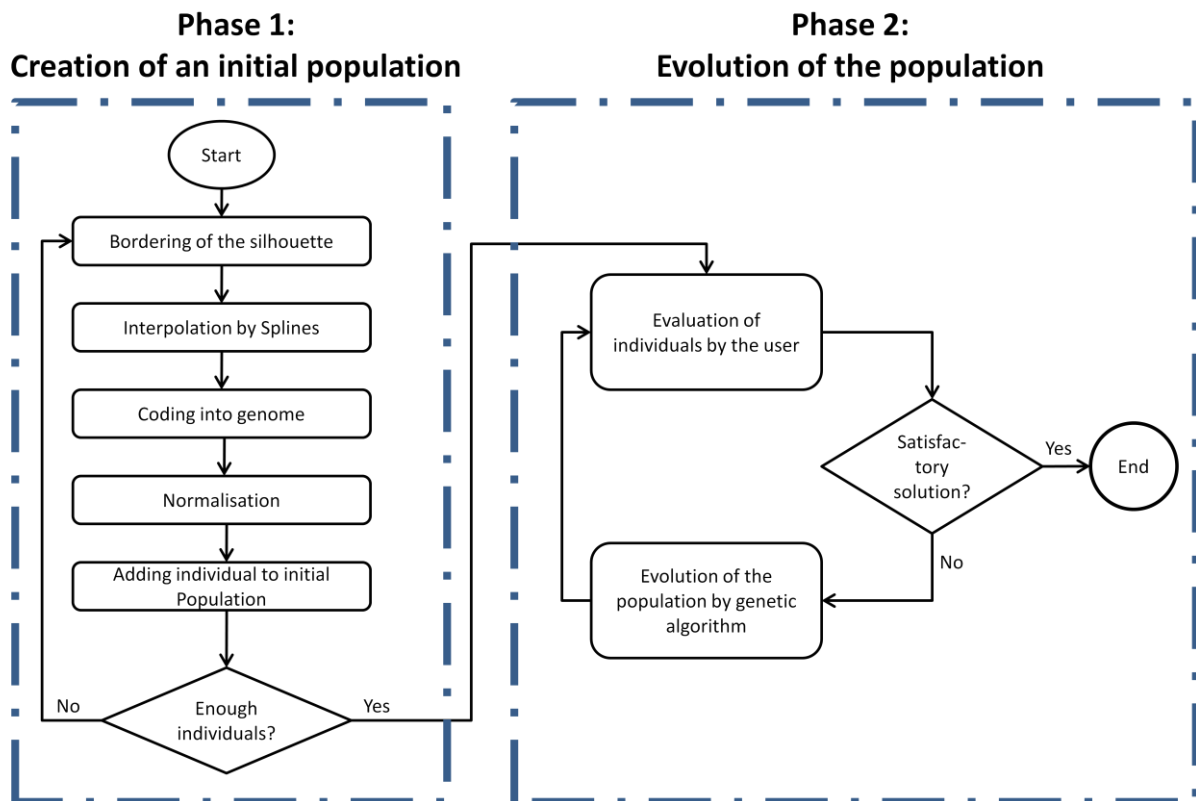 Phase 1:
Creation of an initial population
Start
Bordering of the silhouette
Interpolation by Splines
Coding into genome
Normalisation
Adding individual to initial
Population
Enough
individuals?
No
Yes
Phase 2:
Evolution of the population
Evaluation of
individuals by the user
Satisfac-
tory
solution?
Yes
End
No
Evolution of the
population by genetic
algorithm